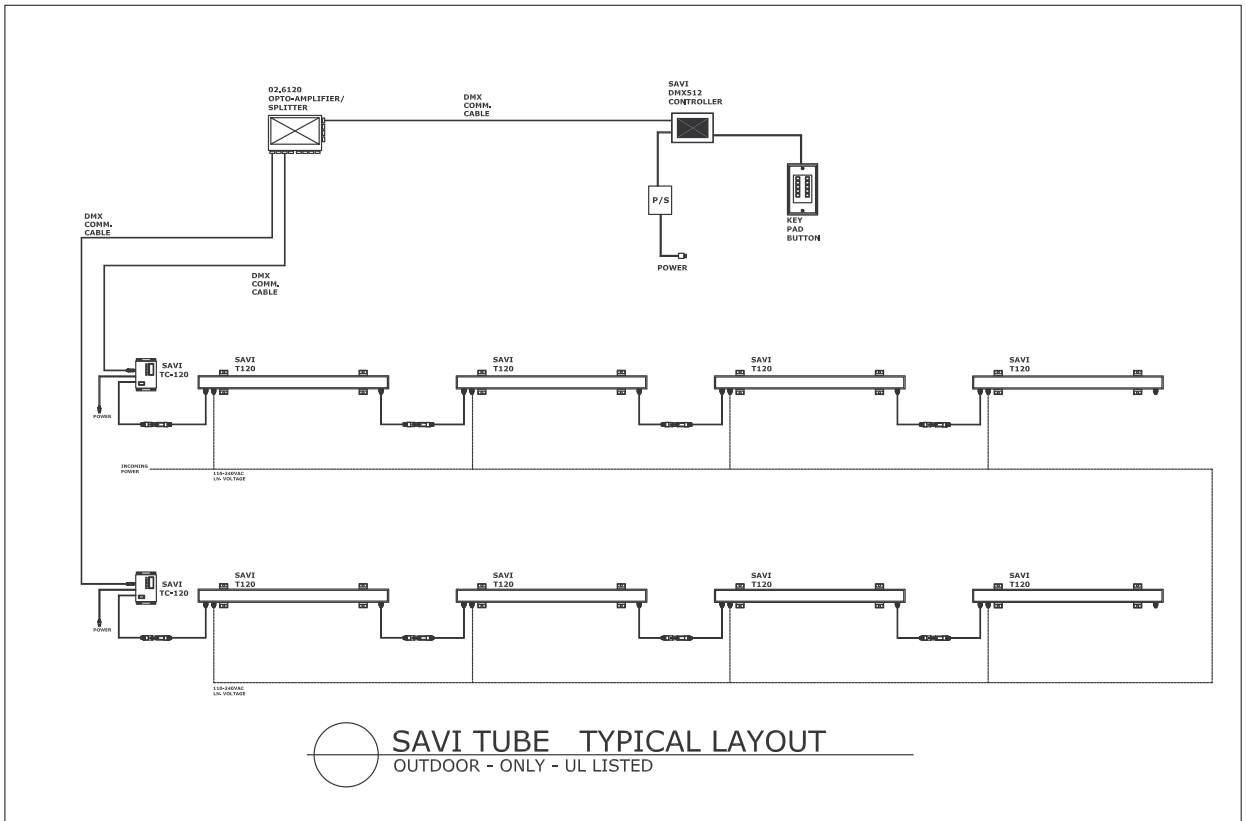 02.6120
OPTO-AMPLIFIER/
SPLITTER
DMX
COMM.
CABLE
SAVI
DMX512
CONTROLLER
P/S
KEY
PAD
BUTTON
POWER
DMX
COMM.
CABLE
DMX
COMM.
CABLE
SAVI
TC-120
SAVI
T120
SAVI
T120
SAVI
T120
SAVI
T120
POWER
INCOMING
POWER
110-240VAC
LN. VOLTAGE
SAVI
TC-120
SAVI
T120
SAVI
T120
SAVI
T120
SAVI
T120
POWER
110-240VAC
LN. VOLTAGE
SAVI TUBE TYPICAL LAYOUT
OUTDOOR - ONLY - UL LISTED